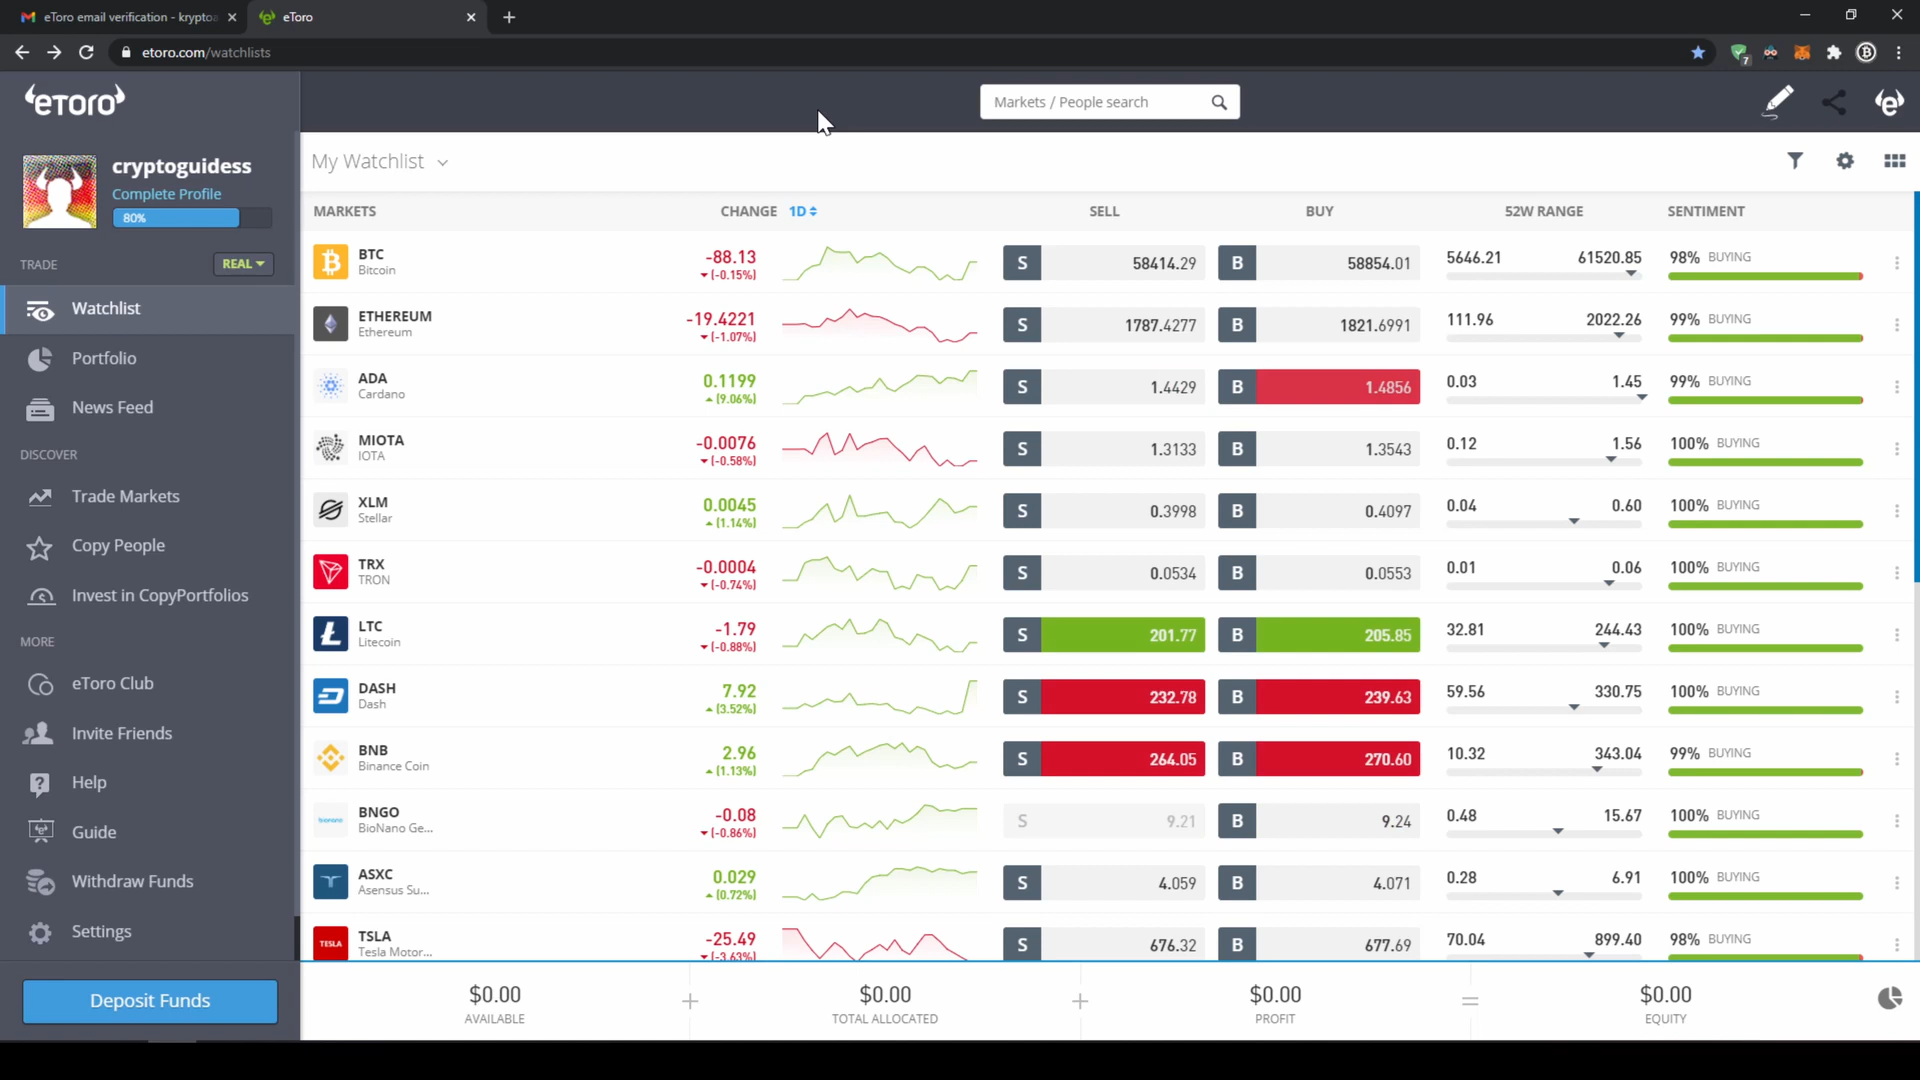 eToro email verification - kryptoa
eToro
etoro.com/watchlists
7
eToro
Markets / People search
cryptoguidess
Complete Profile
80%
TRADE
REAL
Watchlist
Portfolio
News Feed
DISCOVER
Trade Markets
Copy People
Invest in CopyPortfolios
MORE
eToro Club
Invite Friends
Help
Guide
Withdraw Funds
Settings
Deposit Funds
My Watchlist
MARKETS CHANGE 1D SELL BUY 52W RANGE SENTIMENT
BTC -88.13 S 58414.29 B 58854.01 5646.21 61520.85 98% BUYING
Bitcoin (-0.15%)
ETHEREUM -19.4221 S 1787.4277 B 1821.6991 111.96 2022.26 99% BUYING
Ethereum (-1.07%)
ADA 0.1199 S 1.4429 B 1.4856 0.03 1.45 99% BUYING
Cardano (9.06%)
MIOTA -0.0076 S 1.3133 B 1.3543 0.12 1.56 100% BUYING
IOTA (-0.58%)
XLM 0.0045 S 0.3998 B 0.4097 0.04 0.60 100% BUYING
Stellar (1.14%)
TRX -0.0004 S 0.0534 B 0.0553 0.01 0.06 100% BUYING
TRON (-0.74%)
LTC -1.79 S 201.77 B 205.85 32.81 244.43 100% BUYING
Litecoin (-0.88%)
DASH 7.92 S 232.78 B 239.63 59.56 330.75 100% BUYING
Dash (3.52%)
BNB 2.96 S 264.05 B 270.60 10.32 343.04 99% BUYING
Binance Coin (1.13%)
bionano BNGO -0.08 S 9.21 B 9.24 0.48 15.67 100% BUYING
BioNano Ge... (-0.86%)
ASXC 0.029 S 4.059 B 4.071 0.28 6.91 100% BUYING
Asensus Su... (0.72%)
TESLA TSLA -25.49 S 676.32 B 677.69 70.04 899.40 98% BUYING
Tesla Motor... (-3.63%)
$0.00 + $0.00 + $0.00 = $0.00
AVAILABLE TOTAL ALLOCATED PROFIT EQUITY